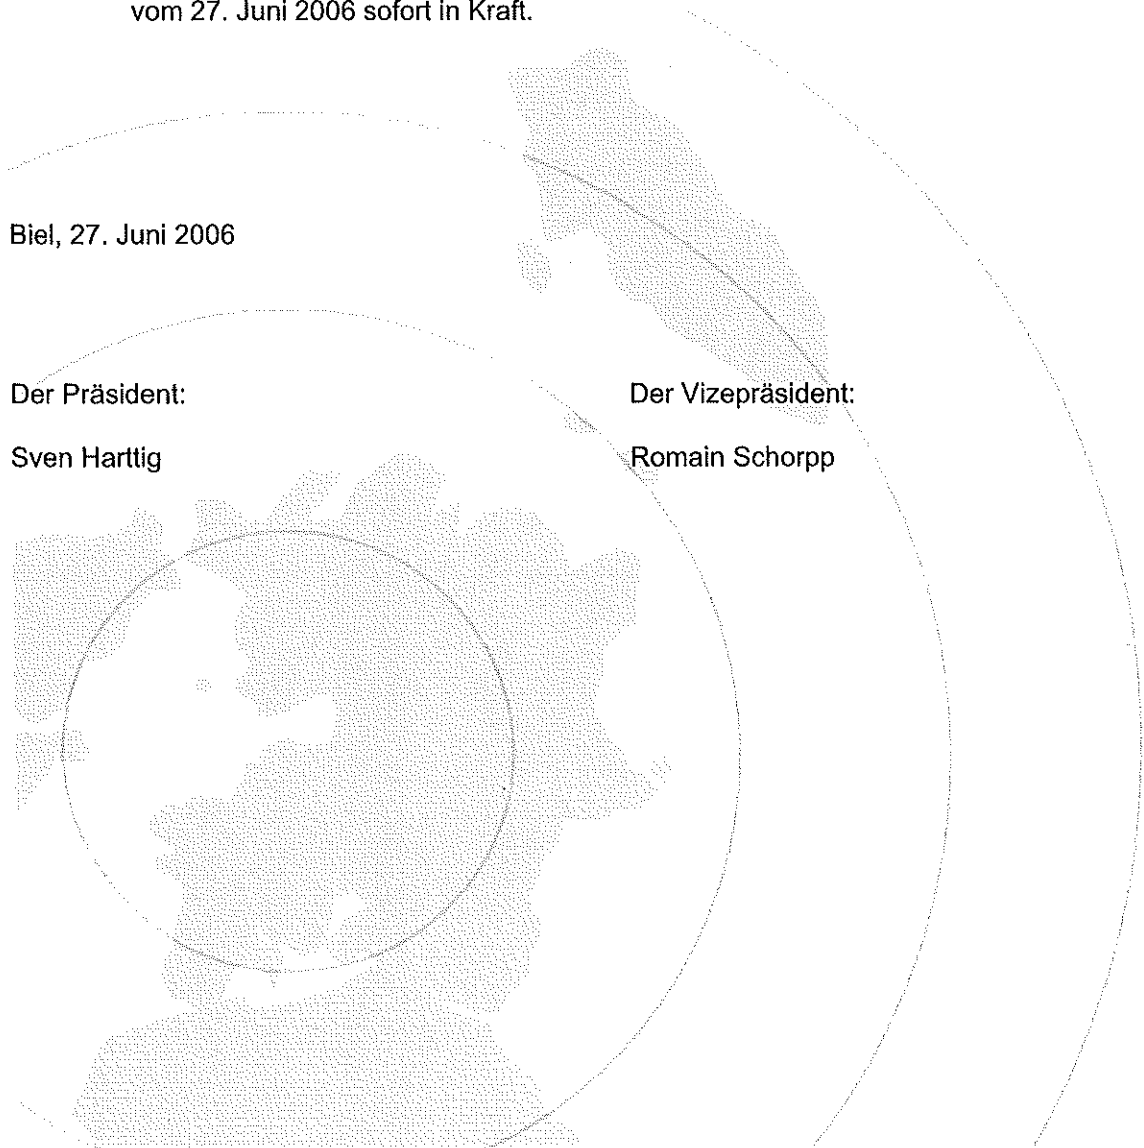 vom 27. Juni 2006 sofort in Kraft.
Biel, 27. Juni 2006
Der Präsident:
Der Vizepräsident:
Sven Harttig
Romain Schorpp